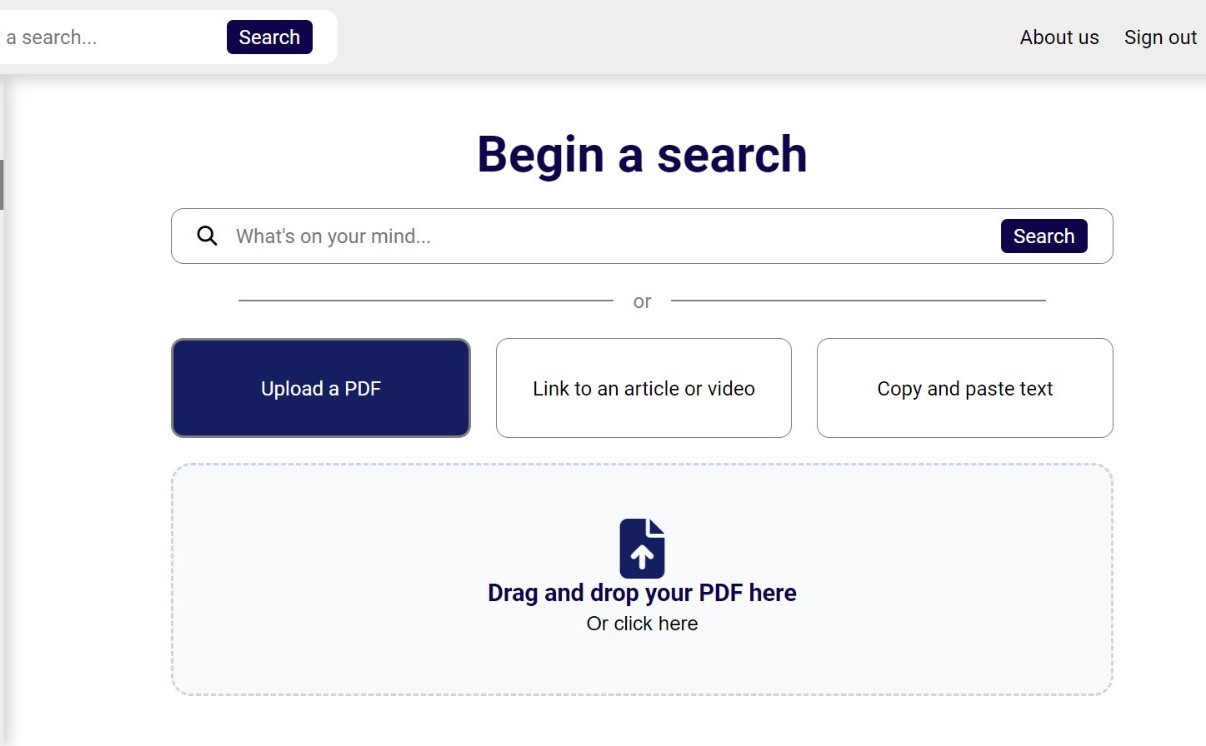 a search...
Search
About us
Sign out
Begin a search
What's on your mind...
Search
or
Upload a PDF
Link to an article or video
Copy and paste text
Drag and drop your PDF here
Or click here